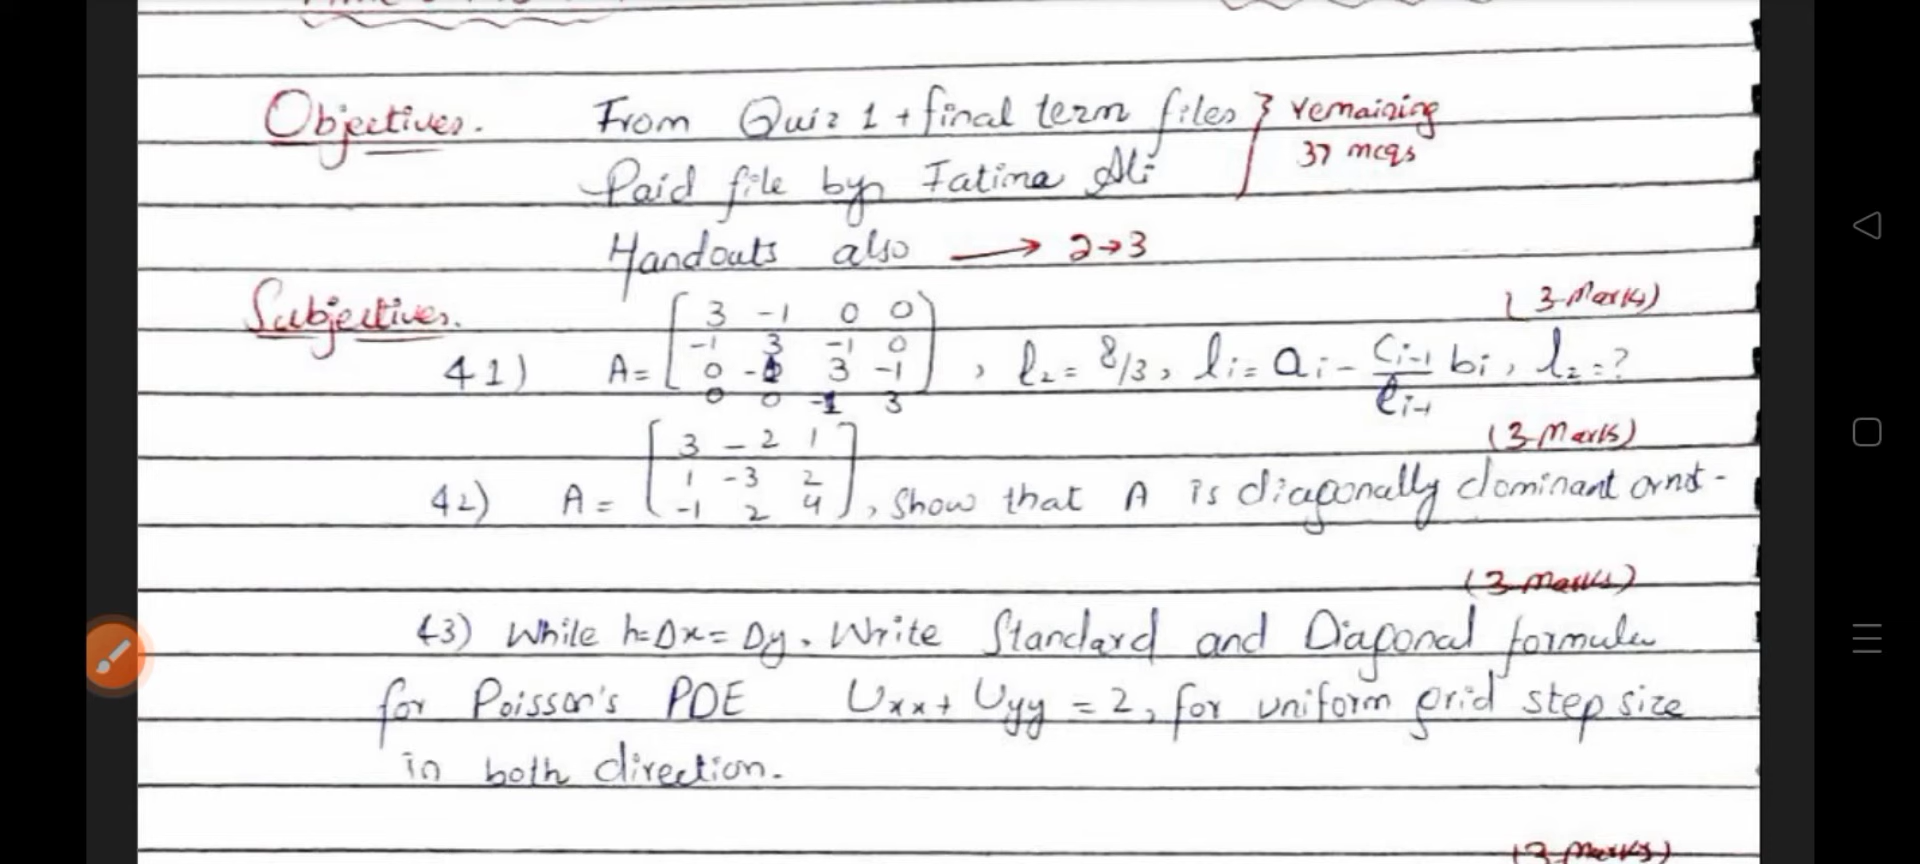 Objectives. From Quiz 1 + final term files } remaining
37 mcqs
Paid file by Fatima Ali
Handouts also → 2→3
Subjectives. (3 Marks)
41) A = [3 -1 0 0
-1 3 -1 0
0 -1 3 -1
0 0 -1 3] , l₂ = 8/3, lᵢ = aᵢ - cᵢ₋₁/lᵢ₋₁ bᵢ, l₂ = ?
(3 Marks)
42) A = [3 -2 1
1 -3 2
-1 2 4], Show that A is diagonally dominant or not-
(3 marks)
43) While h=Δx=Δy. Write Standard and Diagonal formula
for Poisson's PDE Uxx + Uyy = 2, for uniform grid step size
in both direction.
(3 marks)